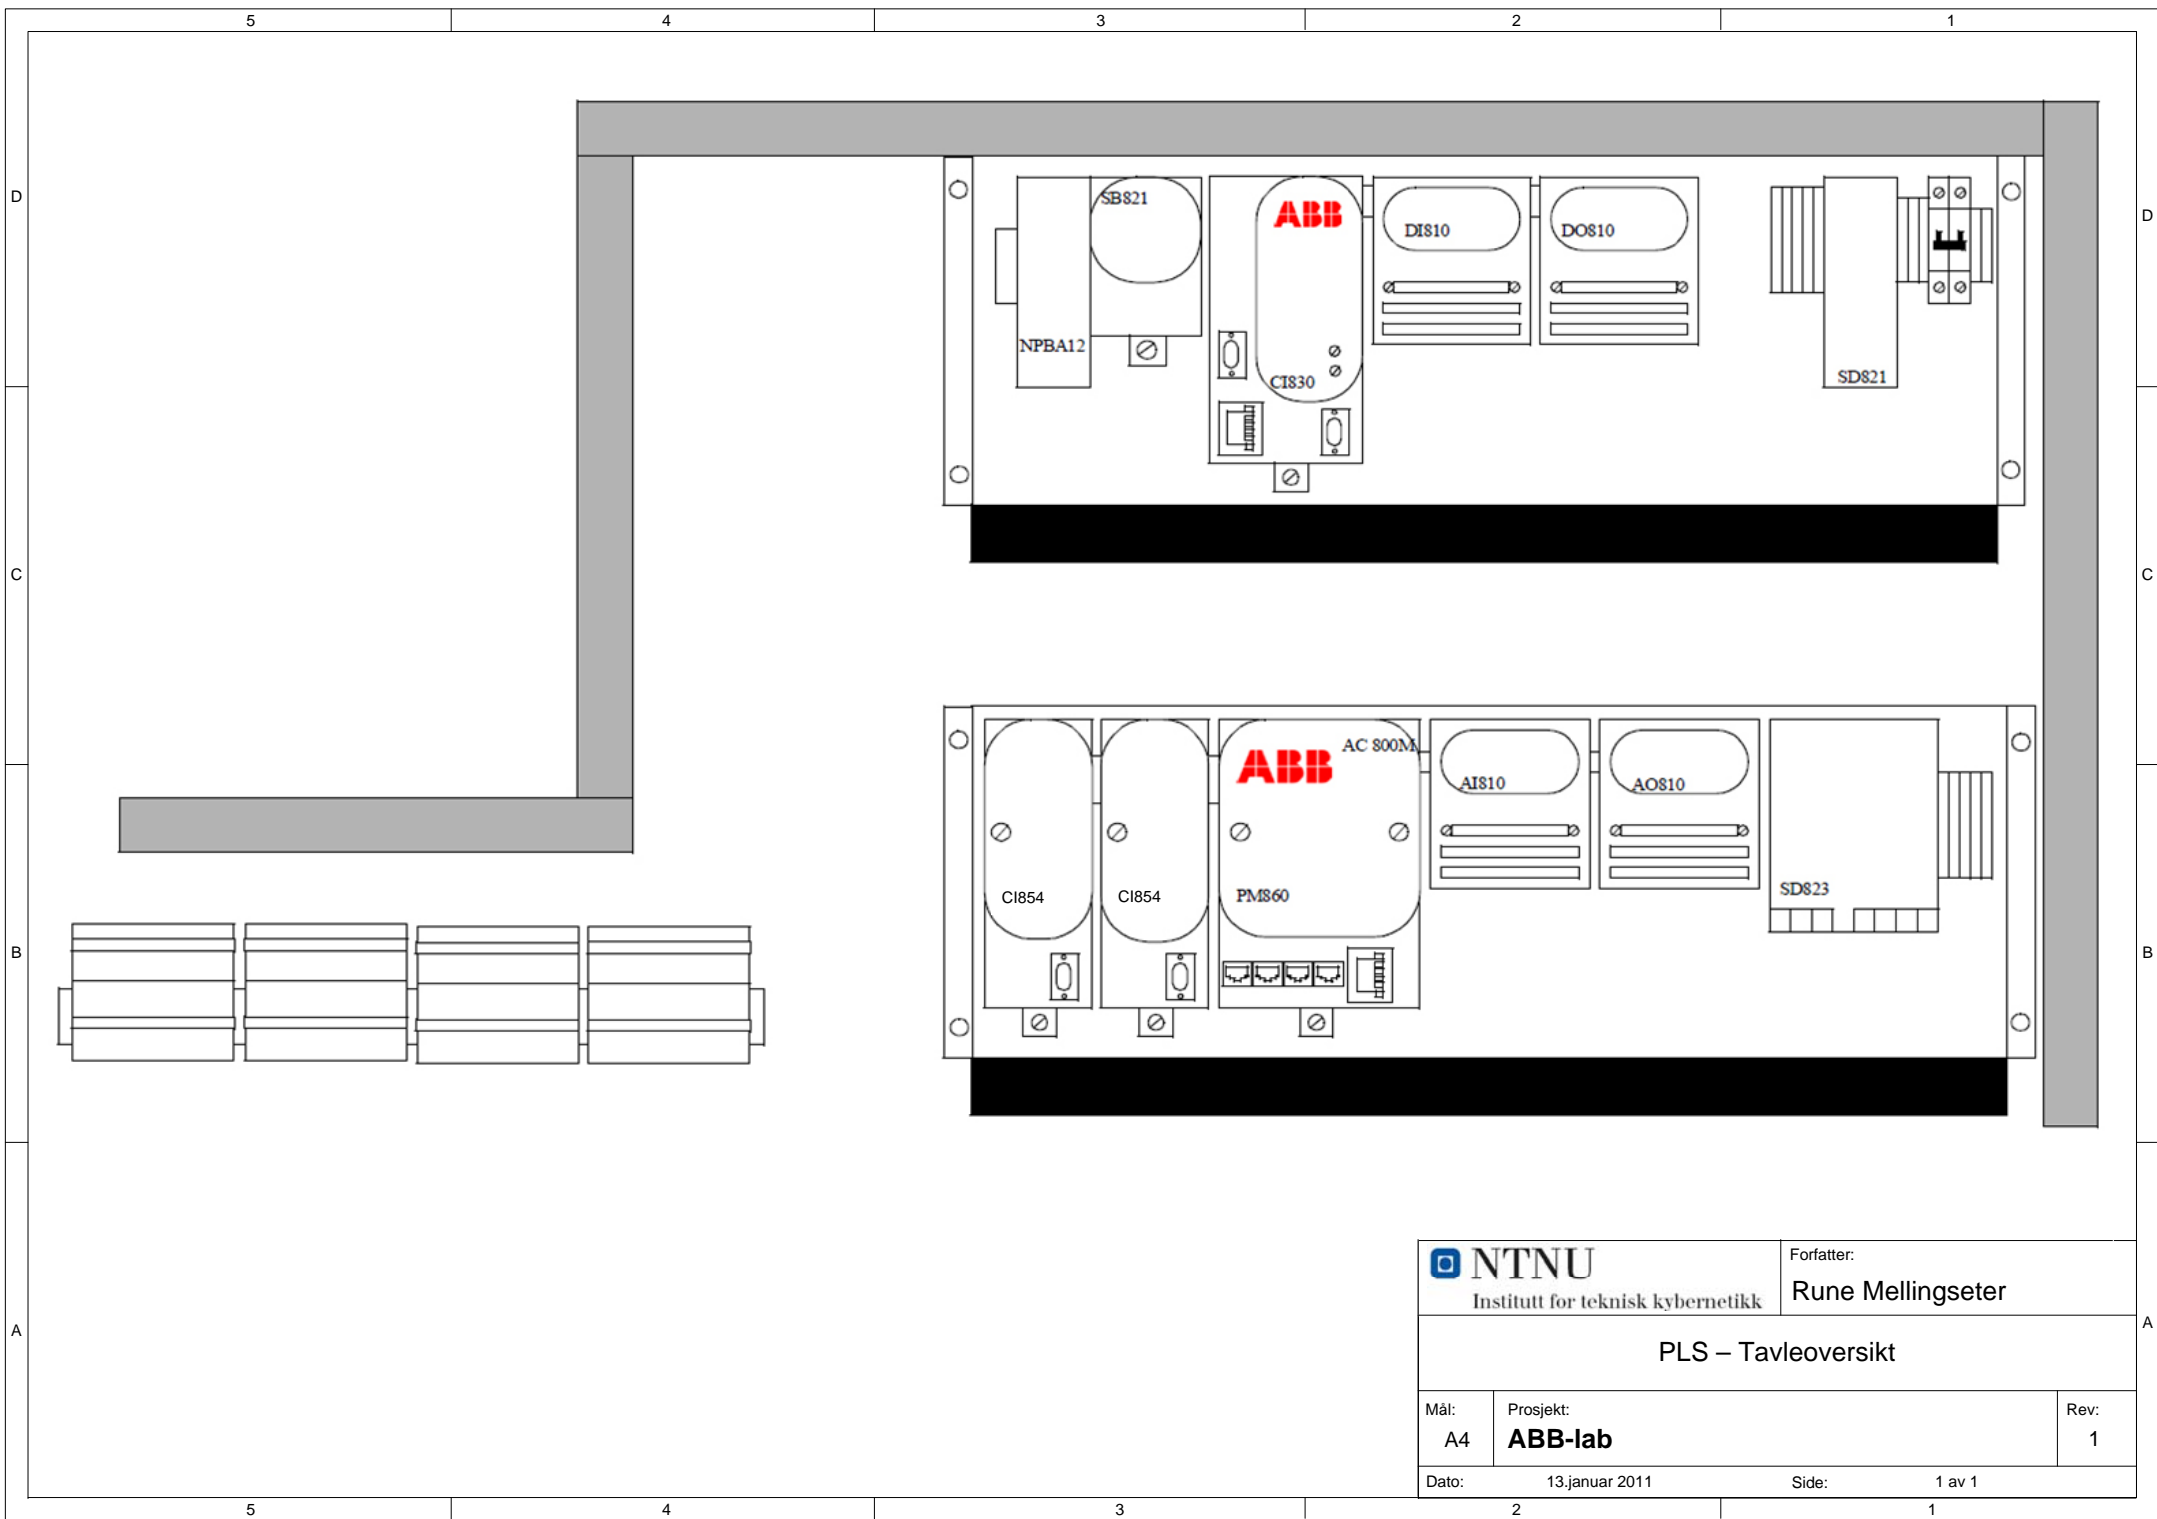 5 4 3 2 1
D D
SB821
ABB
DI810
DO810
NPBA12
CI830
SD821
C C
ABB
AC 800M
AI810
AO810
CI854
CI854
PM860
SD823
B B
NTNU
Institutt for teknisk kybernetikk
Forfatter:
Rune Mellingseter
A A
PLS – Tavleoversikt
Mål:
A4
Prosjekt:
ABB-lab
Rev:
1
Dato: 13.januar 2011 Side: 1 av 1
5 4 3 2 1